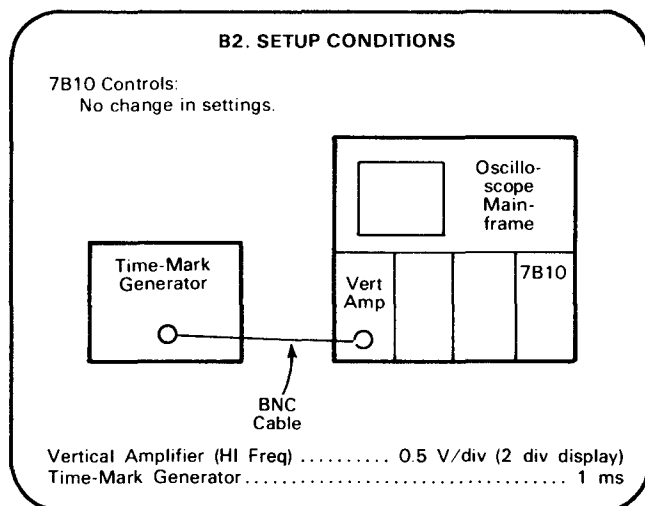 B2. SETUP CONDITIONS
7B10 Controls:
No change in settings.
Oscillo-
scope
Main-
frame
Time-Mark
Generator
Vert
Amp
7B10
BNC
Cable
Vertical Amplifier (HI Freq) .......... 0.5 V/div (2 div display)
Time-Mark Generator .................................. 1 ms